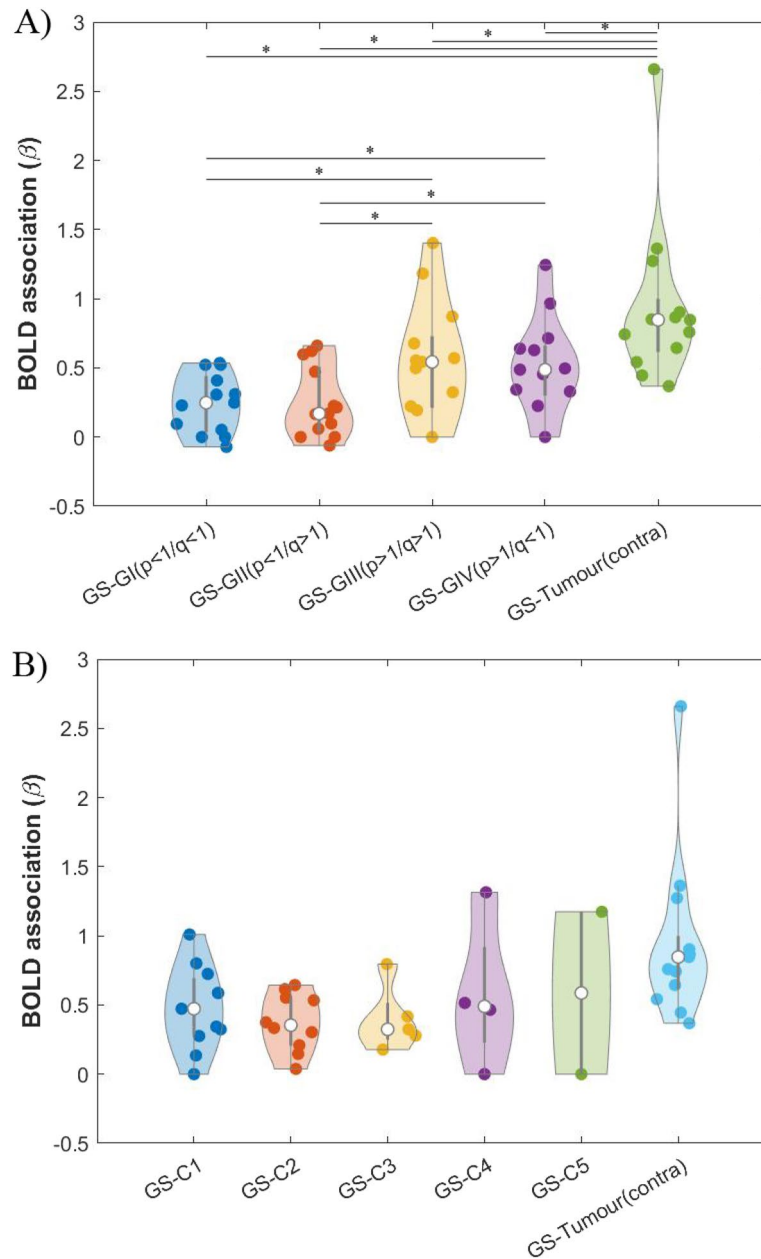 A)
3
2.5
2
1.5
1
0.5
0
-0.5
BOLD association (β)
* * * *
*
*
*
*
GS-GI(p<1/q<1)
GS-GII(p<1/q>1)
GS-GIII(p>1/q>1)
GS-GIV(p>1/q<1)
GS-Tumour(contra)
B)
3
2.5
2
1.5
1
0.5
0
-0.5
BOLD association (β)
GS-C1
GS-C2
GS-C3
GS-C4
GS-C5
GS-Tumour(contra)